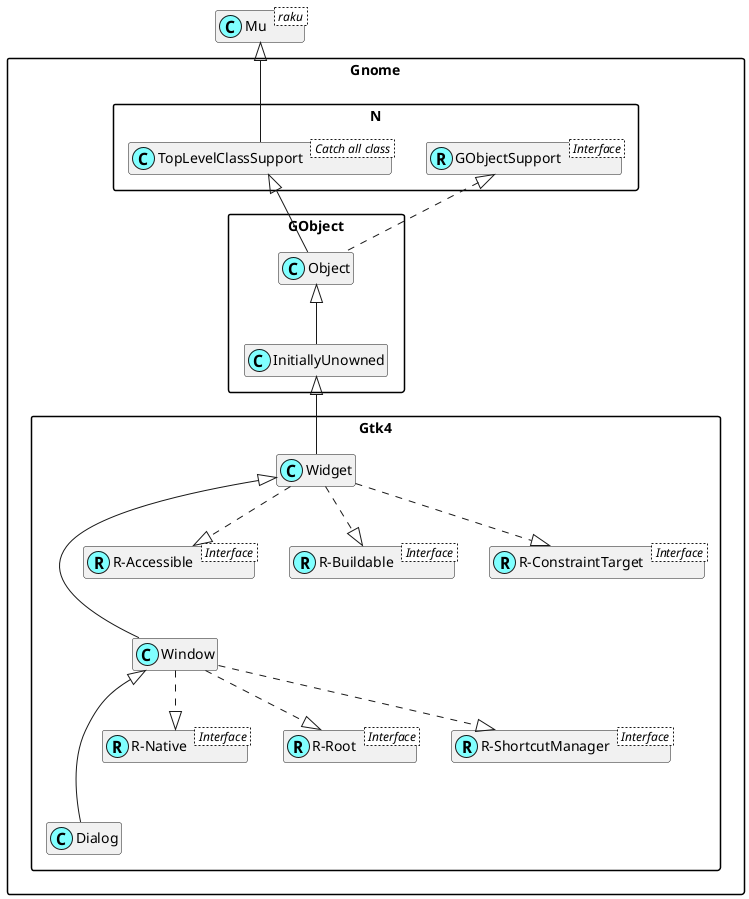 C Mu raku
Gnome
N
C TopLevelClassSupport Catch all class
R GObjectSupport Interface
GObject
C Object
C InitiallyUnowned
Gtk4
C Widget
R R-Accessible Interface
R R-Buildable Interface
R R-ConstraintTarget Interface
C Window
R R-Native Interface
R R-Root Interface
R R-ShortcutManager Interface
C Dialog